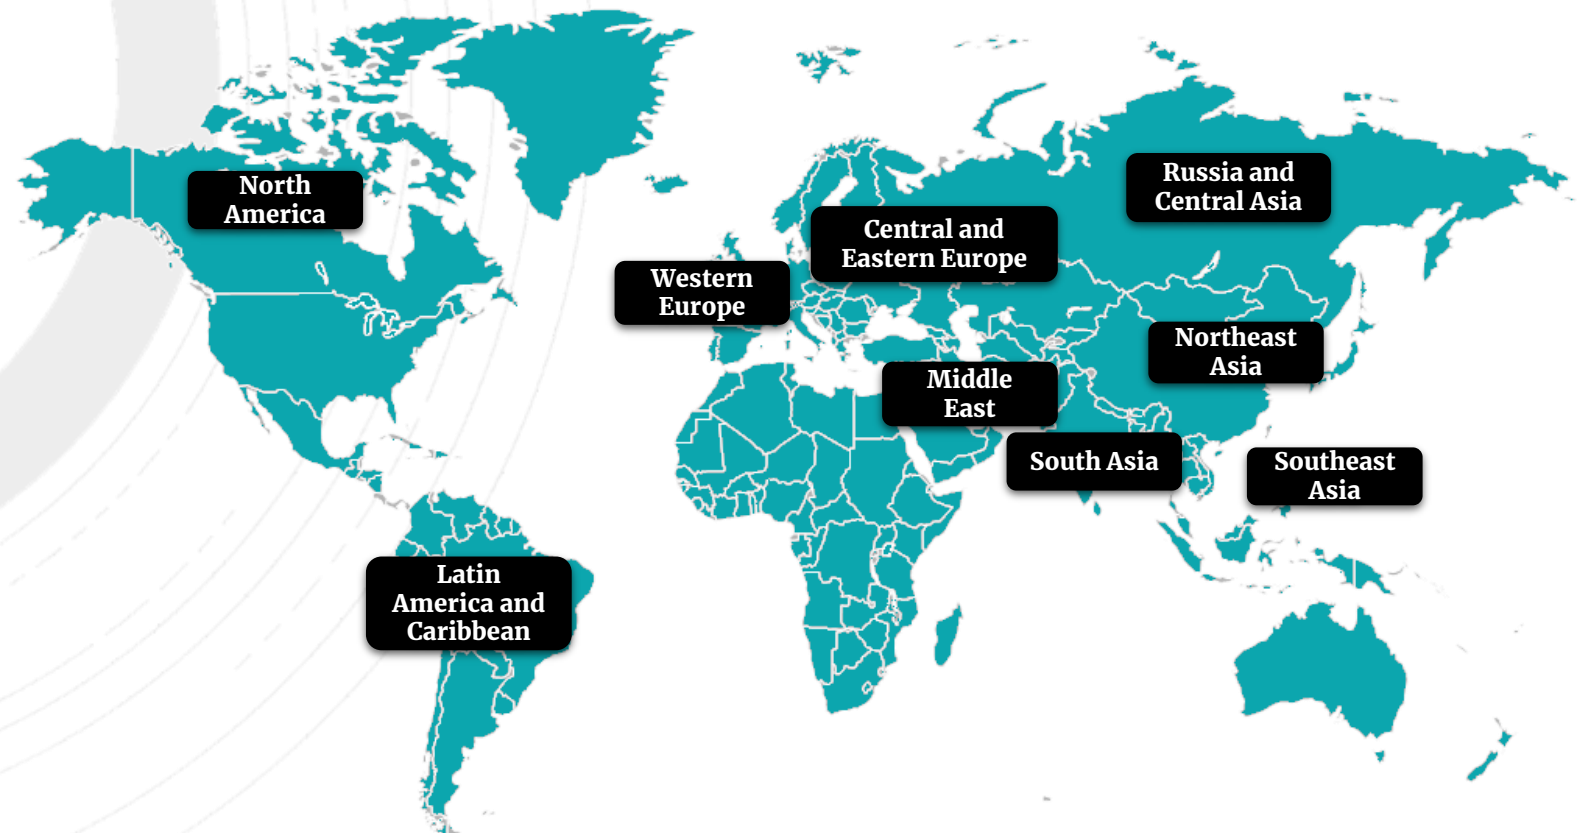 North
America
Russia and
Central Asia
Central and
Eastern Europe
Western
Europe
Northeast
Asia
Middle
East
South Asia
Southeast
Asia
Latin
America and
Caribbean